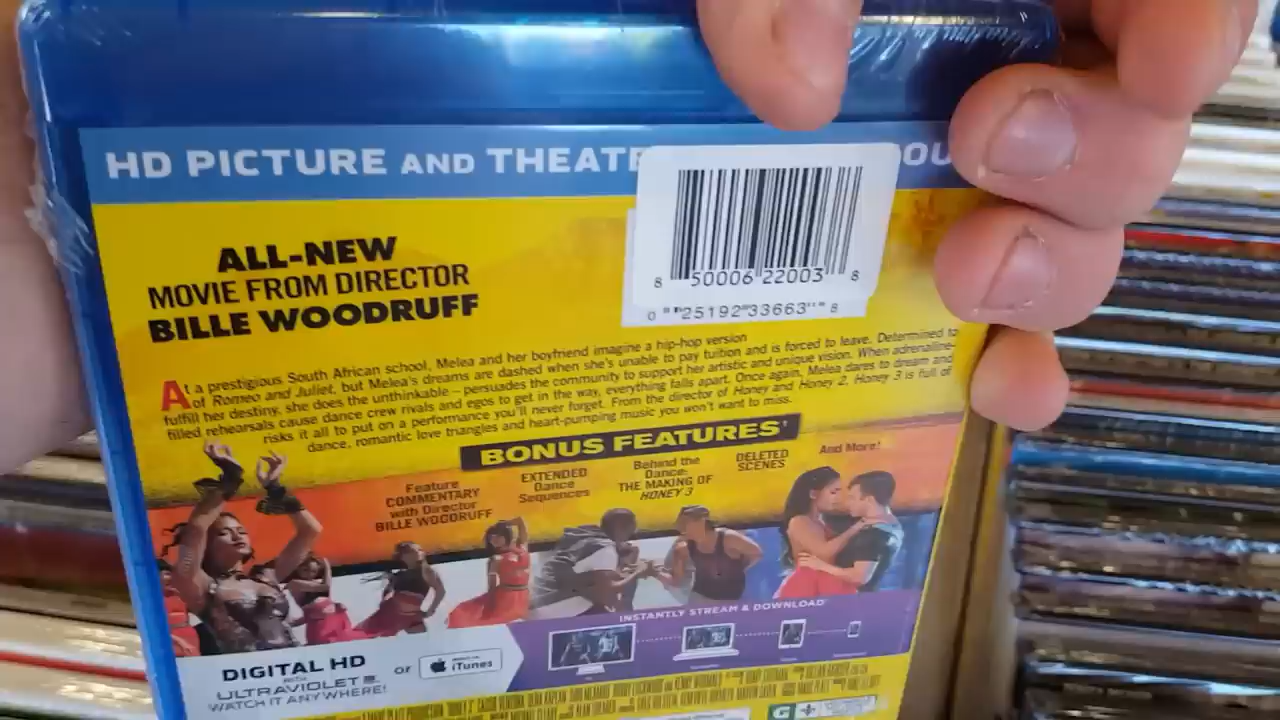 HD PICTURE AND THEATE
OU
ALL-NEW
MOVIE FROM DIRECTOR
BILLE WOODRUFF
8 50006 22003 8
0 25192 33663 8
At a prestigious South African school, Melea and her boyfriend imagine a hip-hop version
of Romeo and Juliet, but Melea's dreams are dashed when she's unable to pay tuition and is forced to leave. Determined to
fulfill her destiny, she does the unthinkable – persuades the community to support her artistic and unique vision. When adrenaline-
filled rehearsals cause dance crew rivals and egos to get in the way, everything falls apart. Once again, Melea dares to dream and
risks it all to put on a performance you'll never forget. From the director of Honey and Honey 2, Honey 3 is full of
dance, romantic love triangles and heart-pumping music you won't want to miss.
BONUS FEATURES*
Feature
COMMENTARY
with Director
BILLE WOODRUFF
EXTENDED
Dance
Sequences
Behind the
Dance:
THE MAKING OF
HONEY 3
DELETED
SCENES
And More!
INSTANTLY STREAM & DOWNLOAD
DIGITAL HD
WITH
ULTRAVIOLET
WATCH IT ANYWHERE!
or
iTunes
G